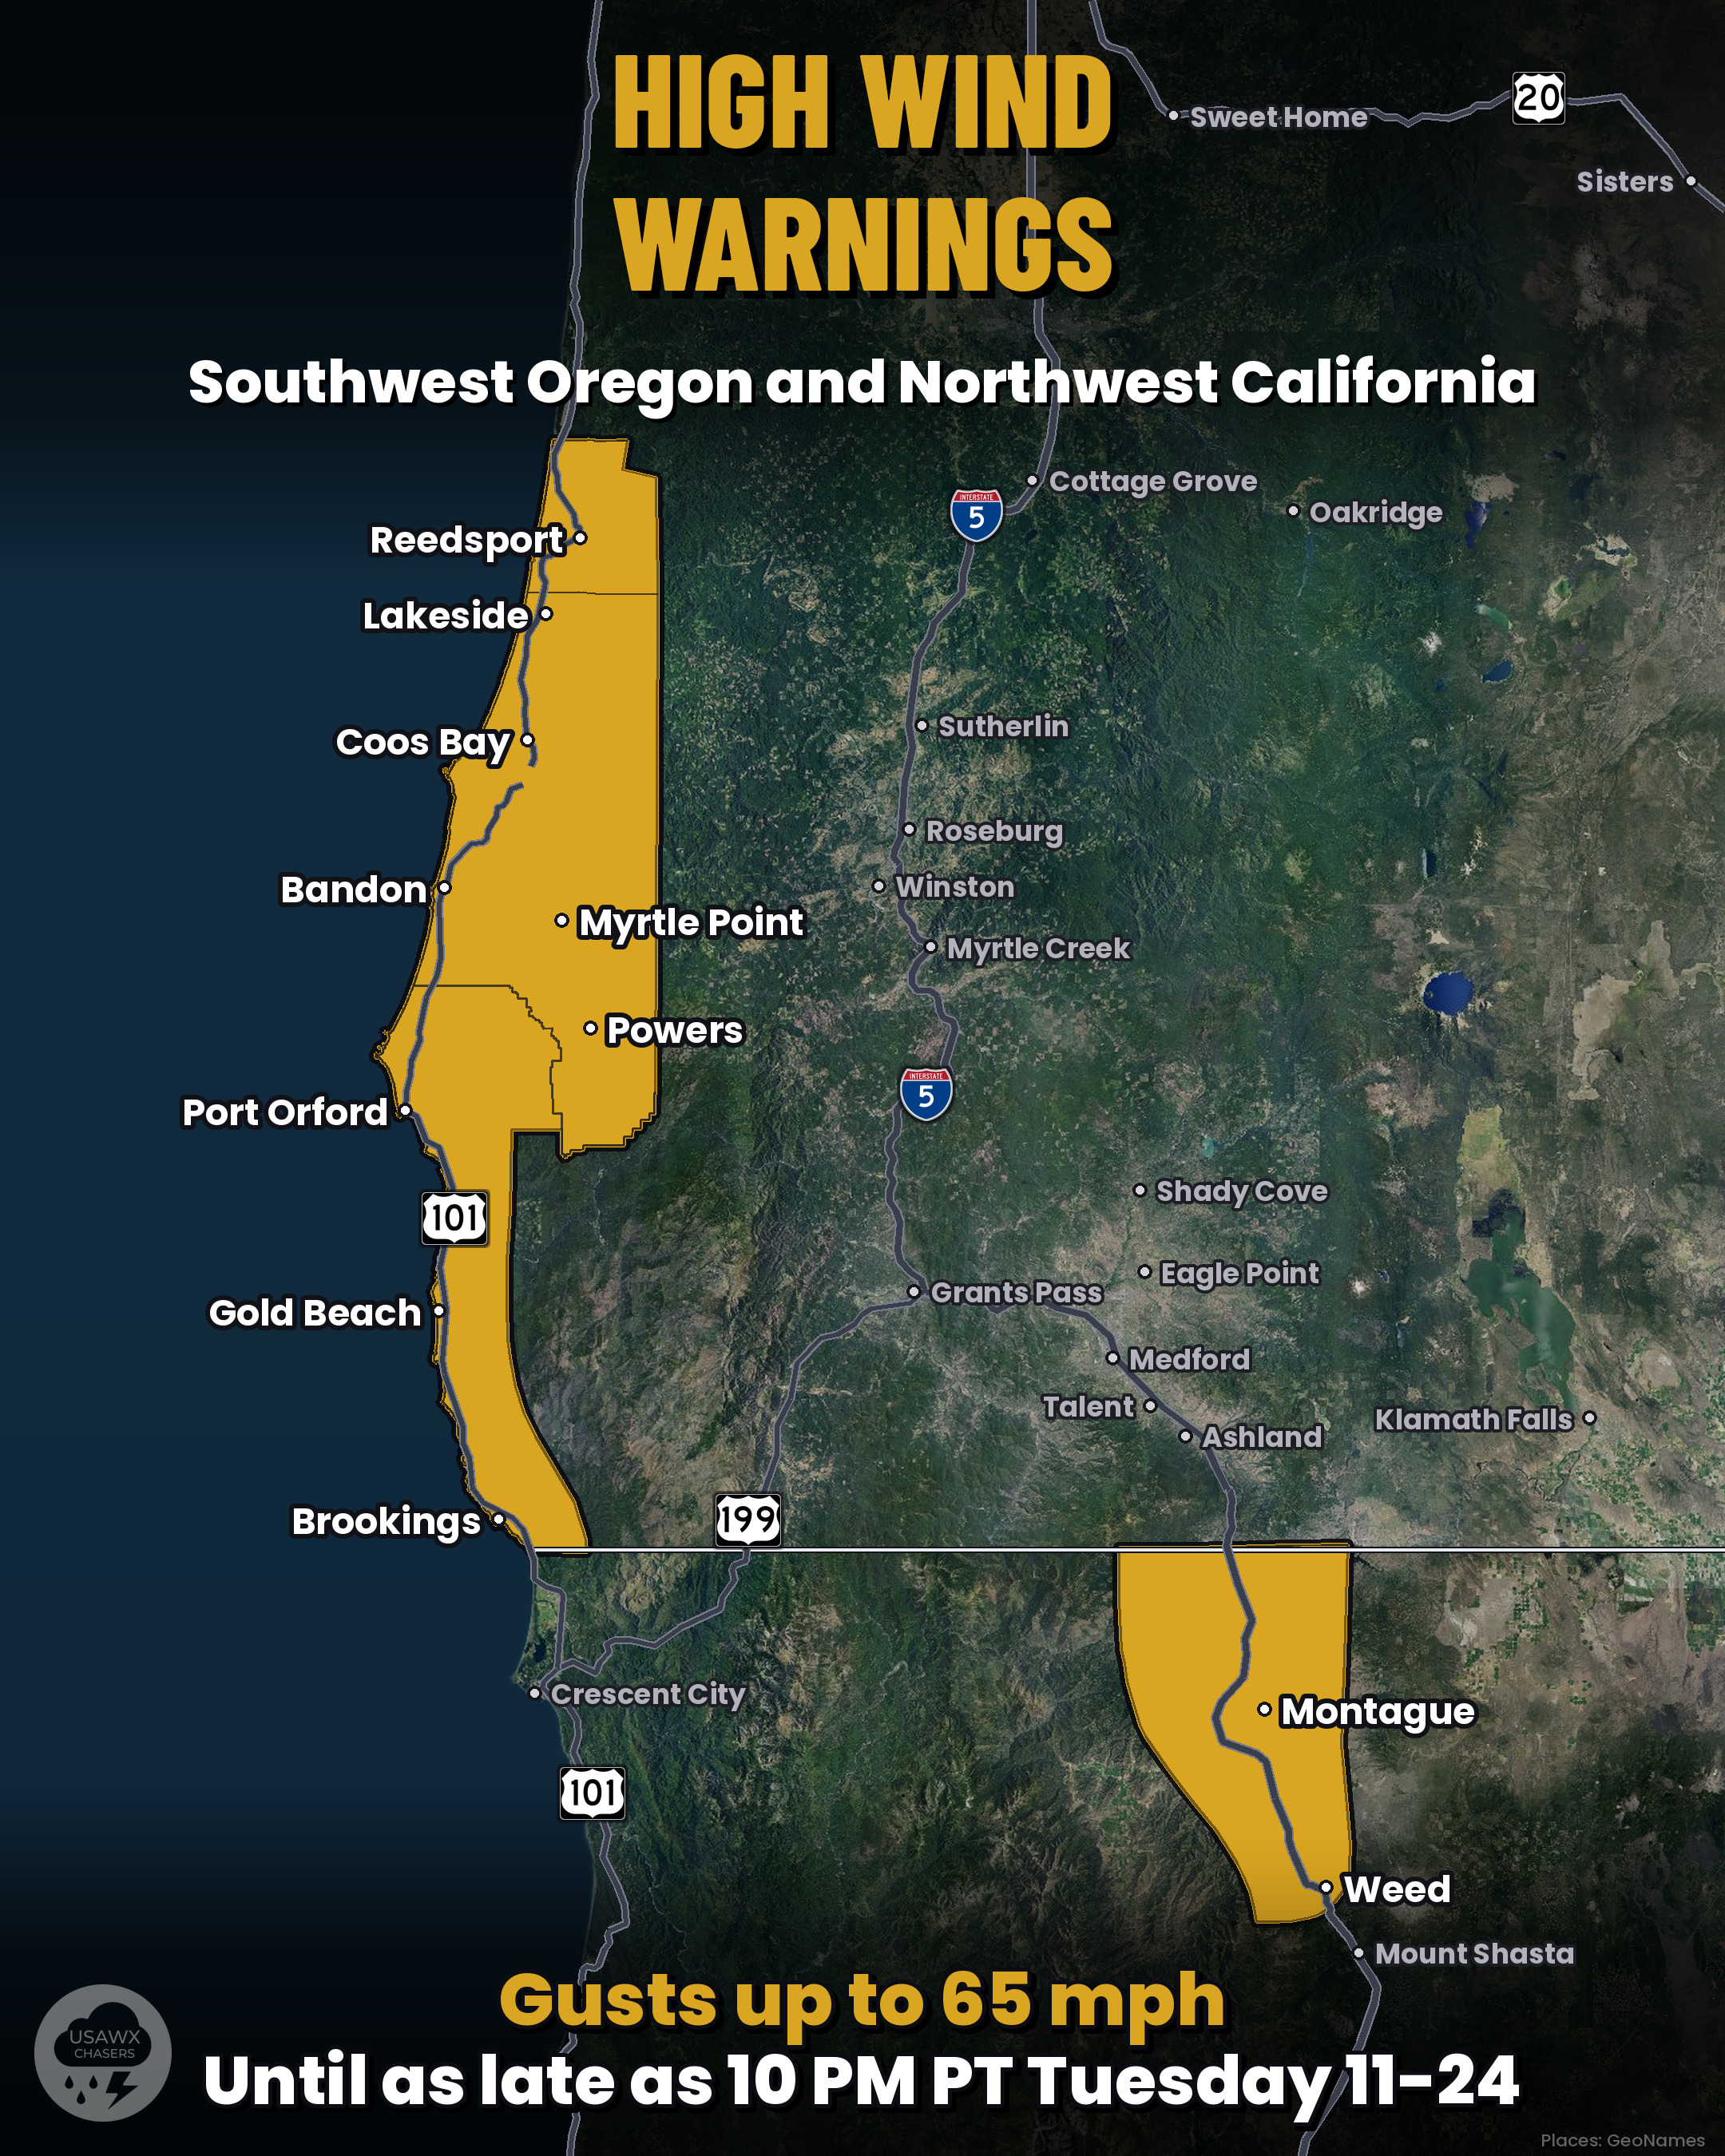 HIGH WIND
WARNINGS
Sweet Home
20
Sisters
Southwest Oregon and Northwest California
Cottage Grove
INTERSTATE
5
Oakridge
Reedsport
Lakeside
Sutherlin
Coos Bay
Roseburg
Winston
Bandon
Myrtle Point
Myrtle Creek
Powers
INTERSTATE
5
Port Orford
Shady Cove
101
Eagle Point
Grants Pass
Gold Beach
Medford
Talent
Klamath Falls
Ashland
Brookings
199
Crescent City
Montague
101
Weed
Mount Shasta
Gusts up to 65 mph
USAWX
CHASERS
Until as late as 10 PM PT Tuesday 11-24
Places: GeoNames